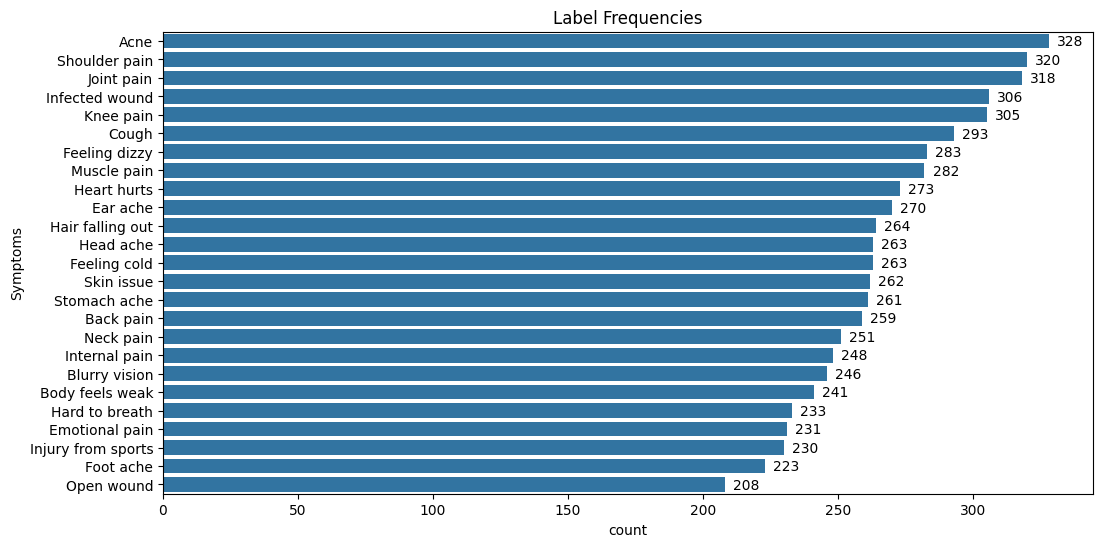 Label Frequencies
Symptoms
Acne 328
Shoulder pain 320
Joint pain 318
Infected wound 306
Knee pain 305
Cough 293
Feeling dizzy 283
Muscle pain 282
Heart hurts 273
Ear ache 270
Hair falling out 264
Head ache 263
Feeling cold 263
Skin issue 262
Stomach ache 261
Back pain 259
Neck pain 251
Internal pain 248
Blurry vision 246
Body feels weak 241
Hard to breath 233
Emotional pain 231
Injury from sports 230
Foot ache 223
Open wound 208
0 50 100 150 200 250 300
count